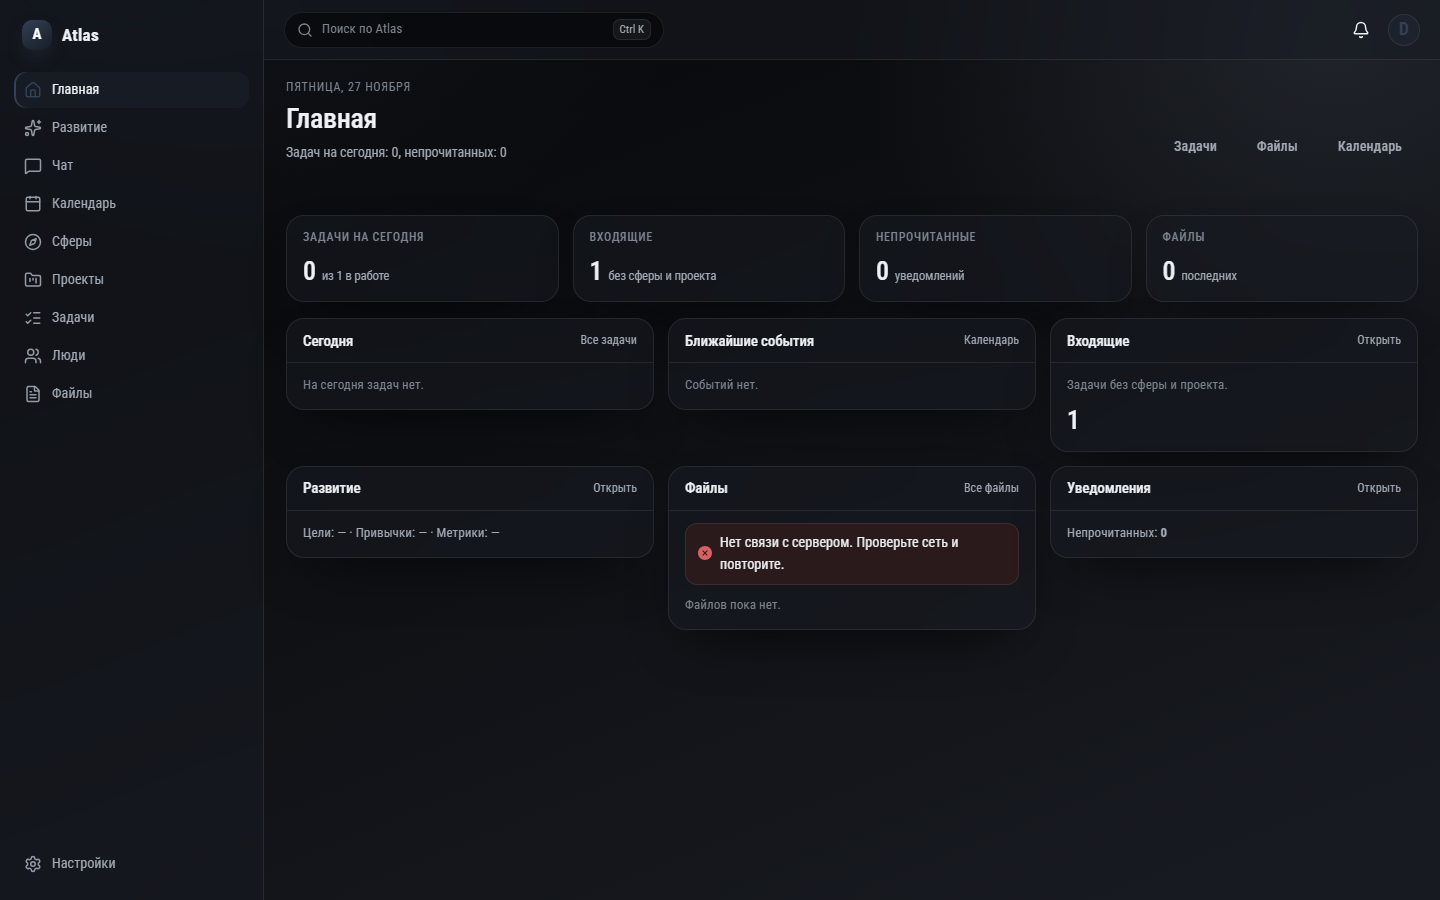 A Atlas
Поиск по Atlas Ctrl K
D
Главная
Развитие
Чат
Календарь
Сферы
Проекты
Задачи
Люди
Файлы
Настройки
ПЯТНИЦА, 27 НОЯБРЯ
Главная
Задач на сегодня: 0, непрочитанных: 0
Задачи Файлы Календарь
ЗАДАЧИ НА СЕГОДНЯ
0 из 1 в работе
ВХОДЯЩИЕ
1 без сферы и проекта
НЕПРОЧИТАННЫЕ
0 уведомлений
ФАЙЛЫ
0 последних
Сегодня Все задачи
На сегодня задач нет.
Ближайшие события Календарь
Событий нет.
Входящие Открыть
Задачи без сферы и проекта.
1
Развитие Открыть
Цели: — · Привычки: — · Метрики: —
Файлы Все файлы
Нет связи с сервером. Проверьте сеть и
повторите.
Файлов пока нет.
Уведомления Открыть
Непрочитанных: 0